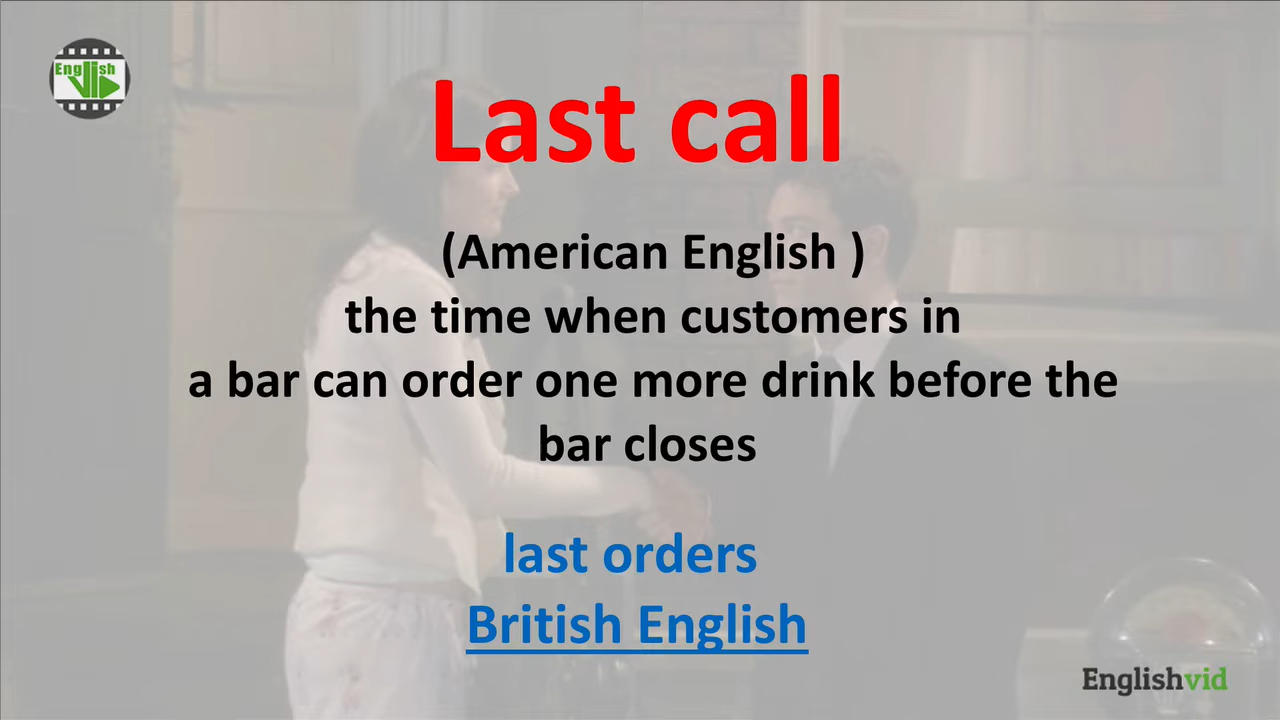 English
Vid
Last call
(American English )
the time when customers in
a bar can order one more drink before the
bar closes
last orders
British English
Englishvid